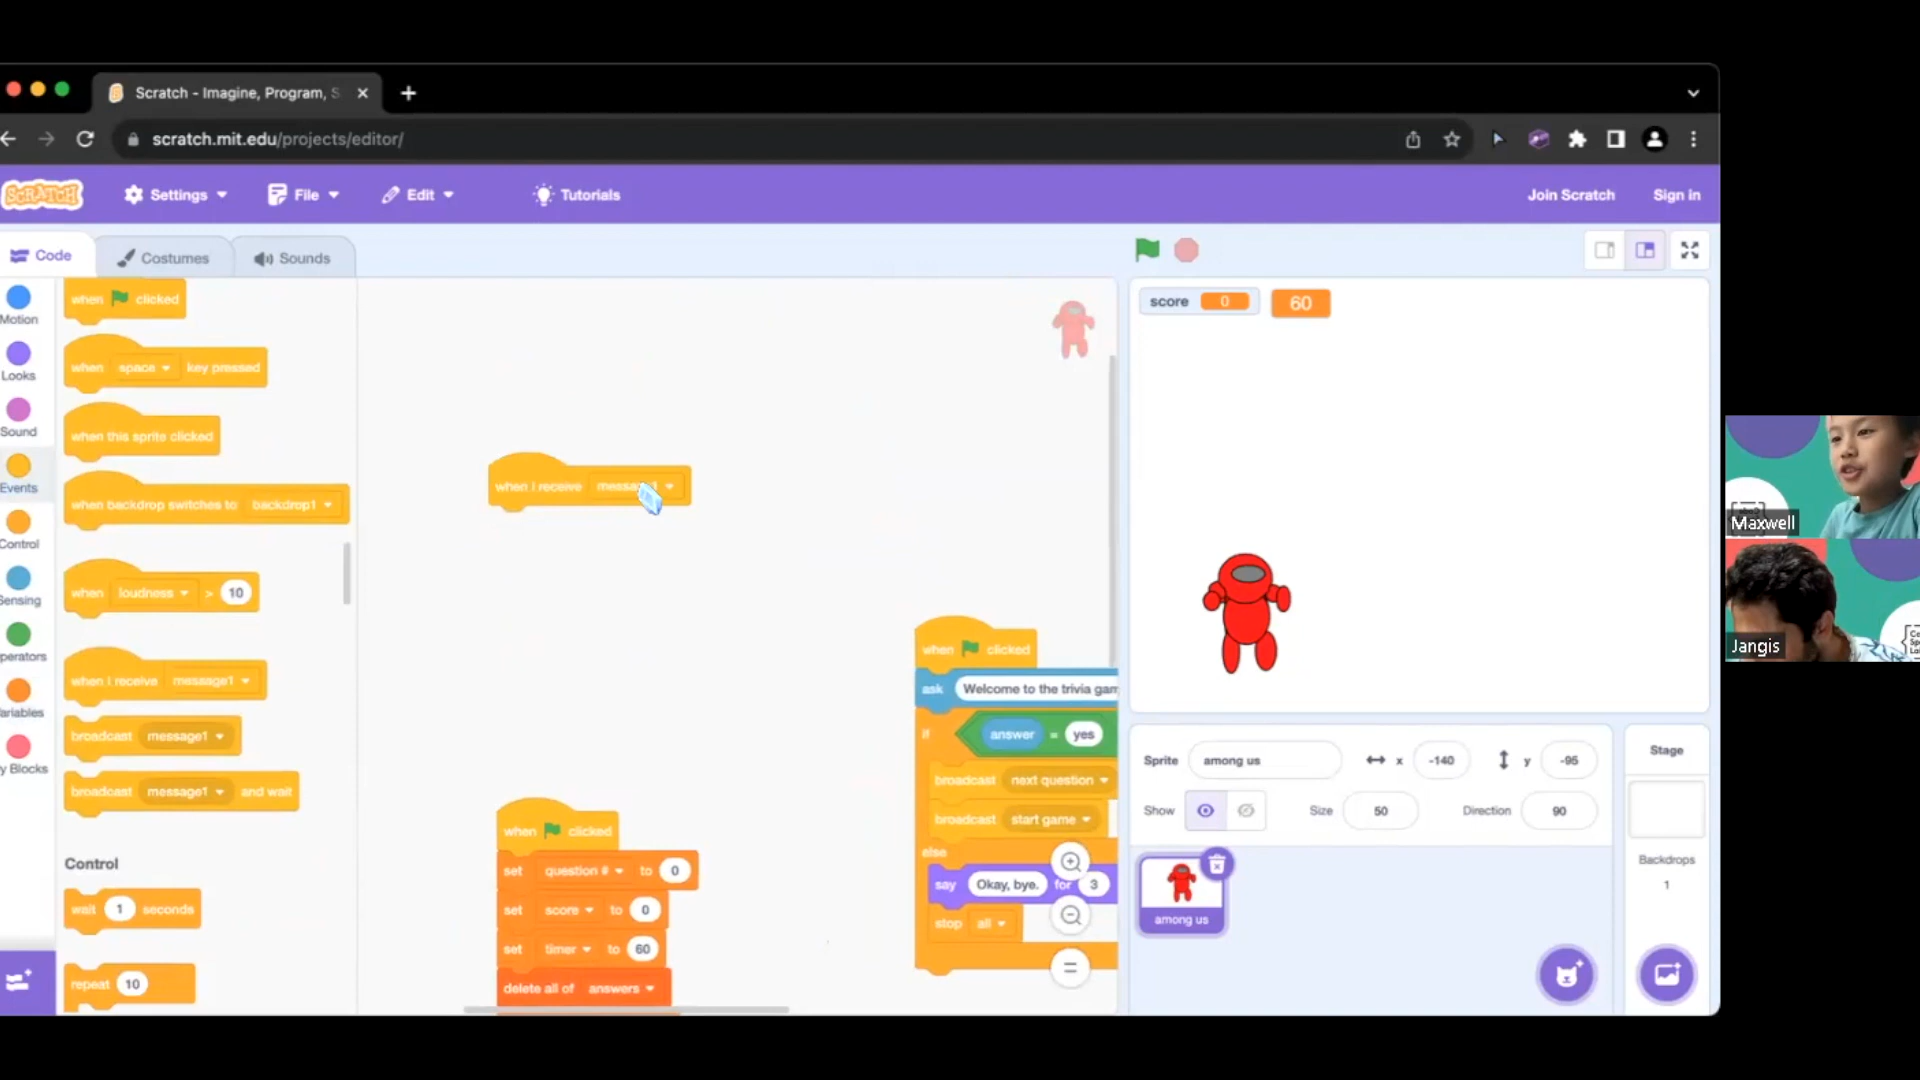 Scratch - Imagine, Program, S
scratch.mit.edu/projects/editor/
SCRATCH
Settings
File
Edit
Tutorials
Join Scratch
Sign in
Code
Costumes
Sounds
Motion
Looks
Sound
Events
Control
Sensing
perators
ariables
y Blocks
when clicked
when space key pressed
when this sprite clicked
when backdrop switches to backdrop1
when loudness > 10
when I receive message1
broadcast message1
broadcast message1 and wait
Control
wait 1 seconds
repeat 10
when I receive
when clicked
set question # to 0
set score to 0
set timer to 60
delete all of answers
when clicked
ask Welcome to the trivia gam
if answer = yes
broadcast next question
broadcast start game
else
say Okay, bye. for 3
stop all
score 0
60
Sprite among us x -140 y -95
Show Size 50 Direction 90
among us
Stage
Backdrops
1
Maxwell
Jangis